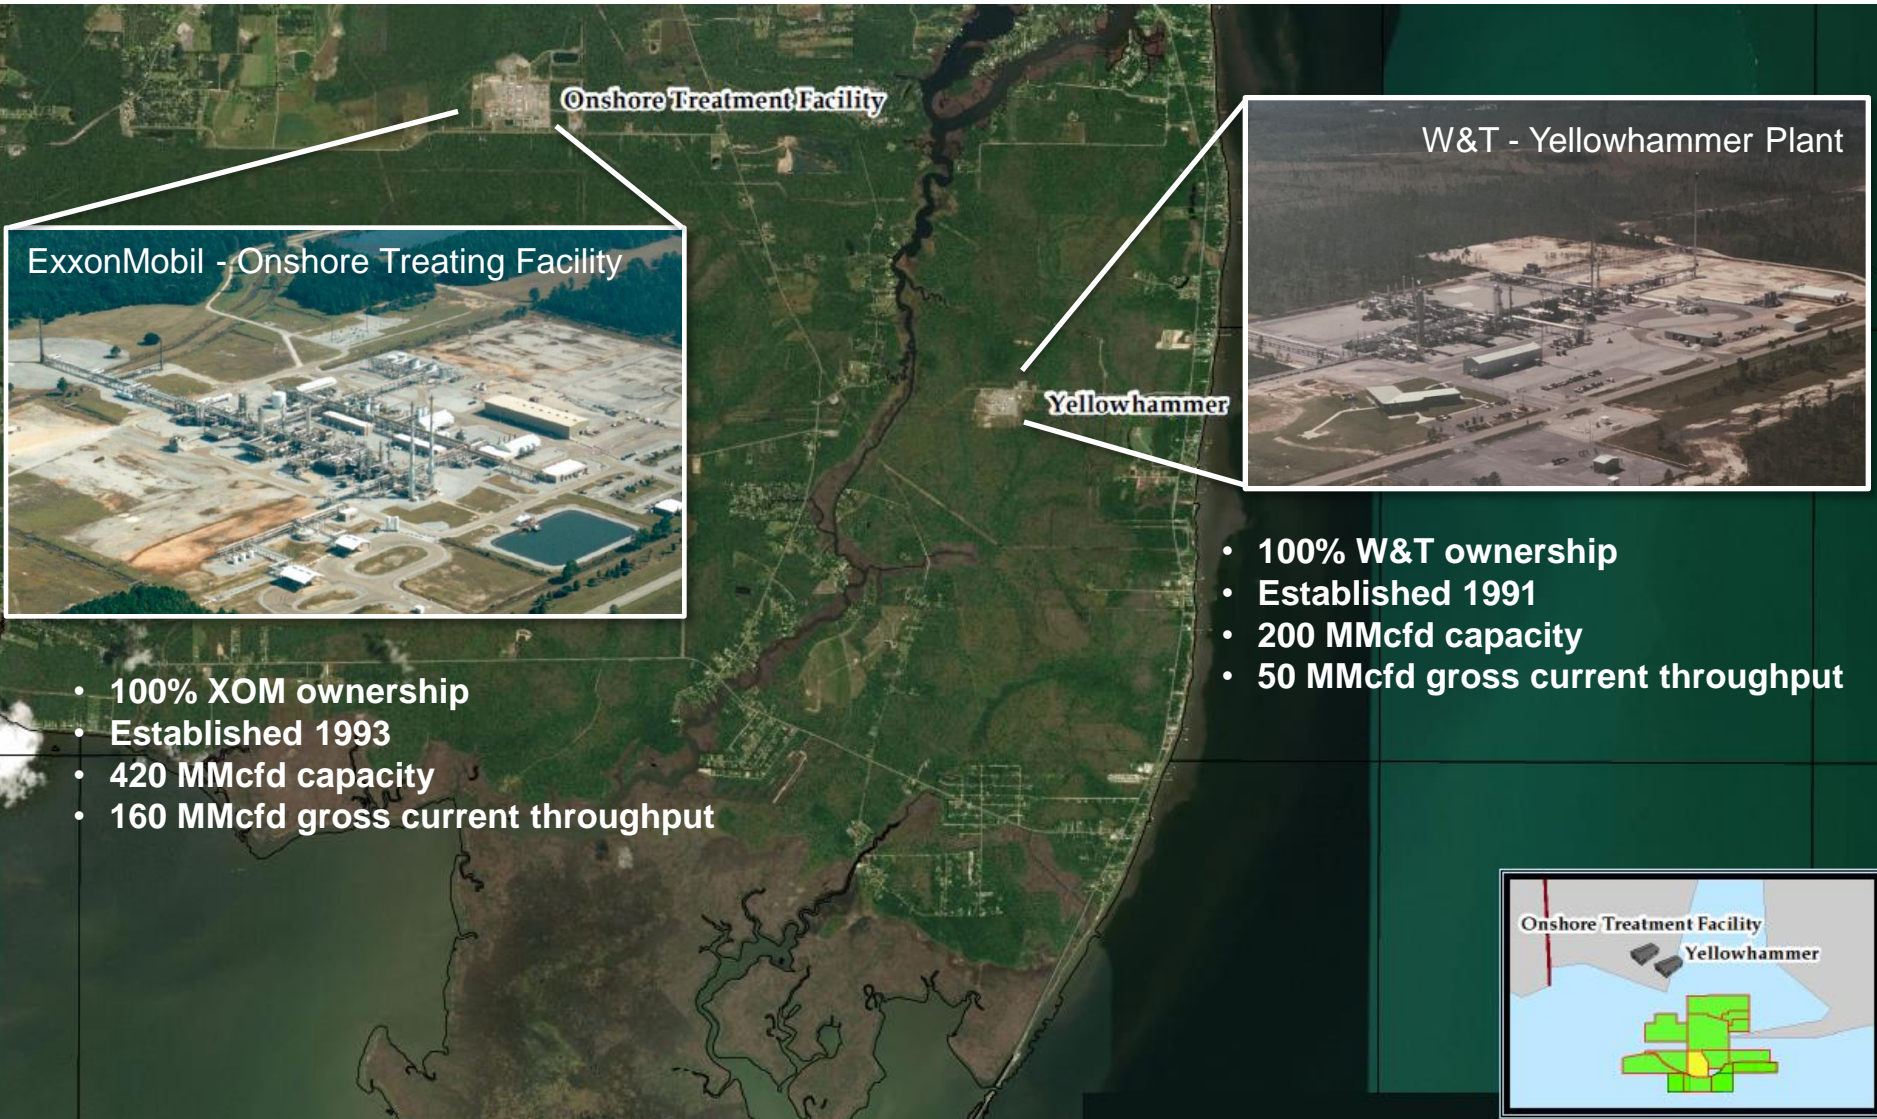 Onshore Treatment Facility
W&T - Yellowhammer Plant
ExxonMobil - Onshore Treating Facility
Yellowhammer
• 100% W&T ownership
• Established 1991
• 200 MMcfd capacity
• 50 MMcfd gross current throughput
• 100% XOM ownership
• Established 1993
• 420 MMcfd capacity
• 160 MMcfd gross current throughput
Onshore Treatment Facility
Yellowhammer